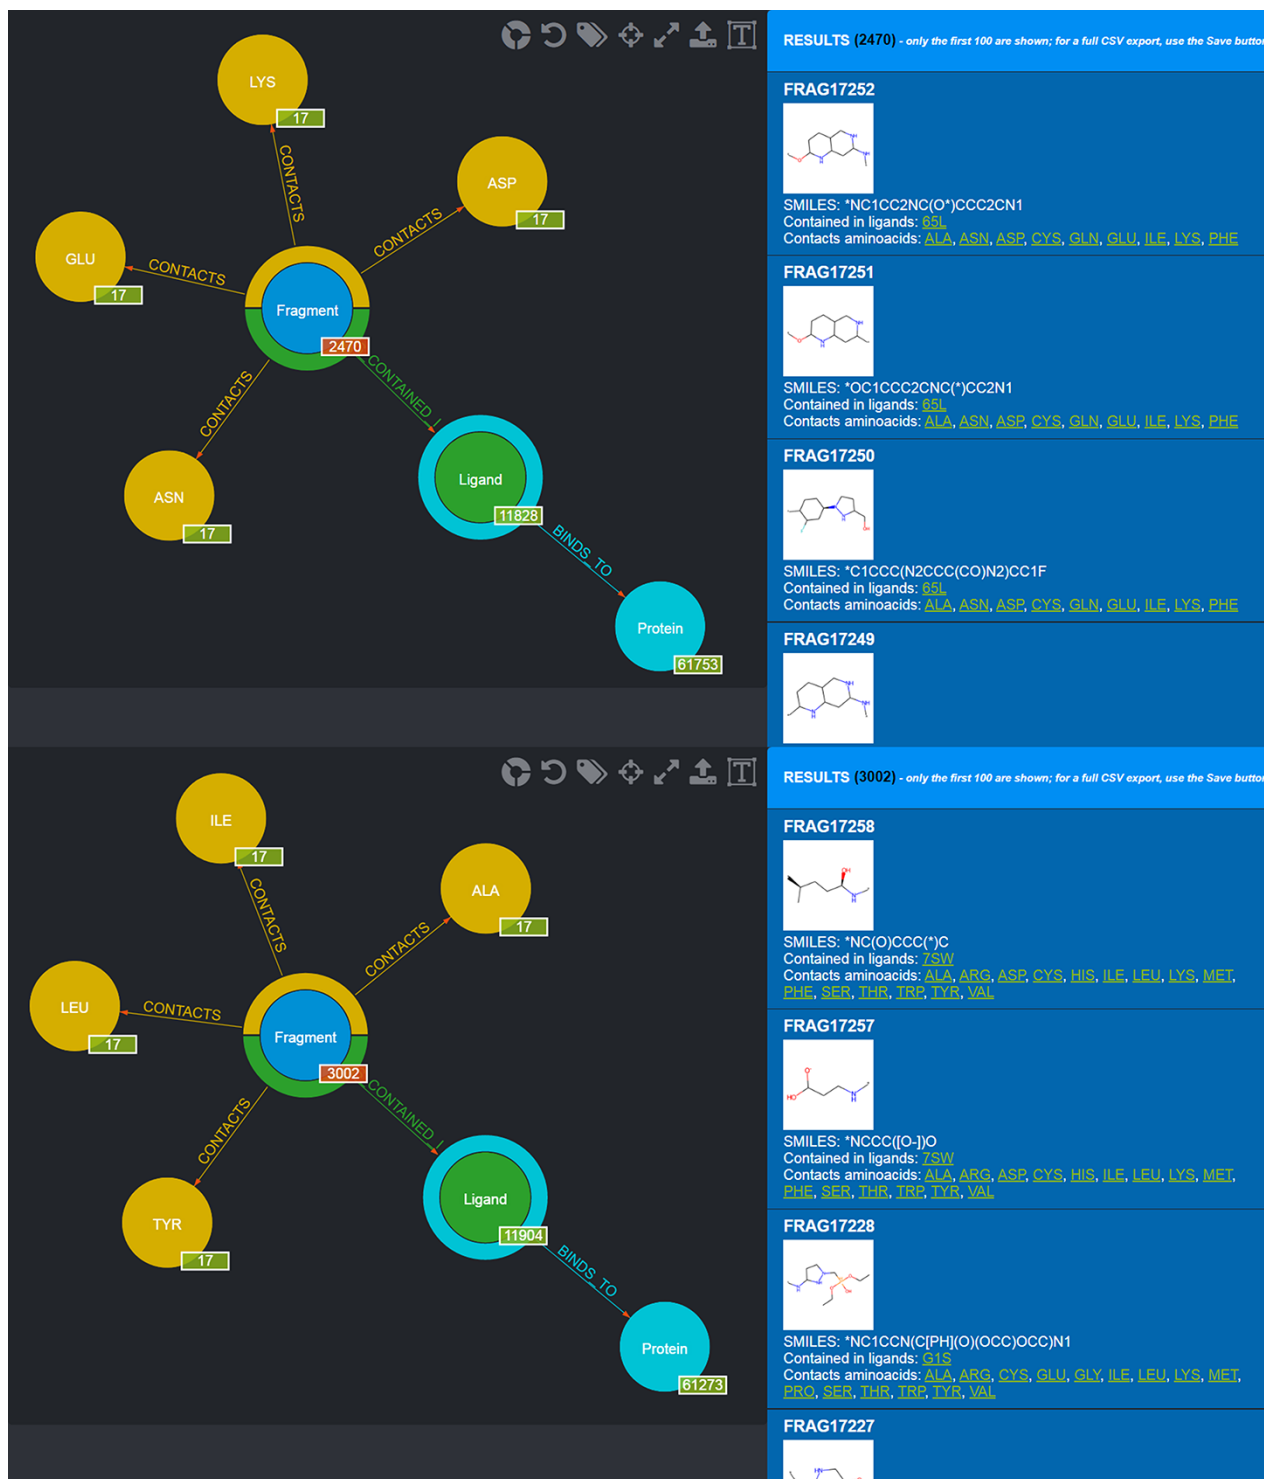 LYS
17
ASP
17
GLU
17
CONTACTS
CONTACTS
CONTACTS
CONTACTS
Fragment
2470
CONTAINED_I
ASN
17
Ligand
11828
BINDS_TO
Protein
61753
RESULTS (2470) - only the first 100 are shown; for a full CSV export, use the Save button
FRAG17252
SMILES: *NC1CC2NC(O*)CCC2CN1
Contained in ligands: 65L
Contacts aminoacids: ALA, ASN, ASP, CYS, GLN, GLU, ILE, LYS, PHE
FRAG17251
SMILES: *OC1CCC2CNC(*)CC2N1
Contained in ligands: 65L
Contacts aminoacids: ALA, ASN, ASP, CYS, GLN, GLU, ILE, LYS, PHE
FRAG17250
SMILES: *C1CCC(N2CCC(CO)N2)CC1F
Contained in ligands: 65L
Contacts aminoacids: ALA, ASN, ASP, CYS, GLN, GLU, ILE, LYS, PHE
FRAG17249
ILE
17
ALA
17
LEU
17
CONTACTS
CONTACTS
CONTACTS
CONTACTS
Fragment
3002
CONTAINED_I
TYR
17
Ligand
11904
BINDS_TO
Protein
61273
RESULTS (3002) - only the first 100 are shown; for a full CSV export, use the Save button
FRAG17258
SMILES: *NC(O)CCC(*)C
Contained in ligands: 7SW
Contacts aminoacids: ALA, ARG, ASP, CYS, HIS, ILE, LEU, LYS, MET,
PHE, SER, THR, TRP, TYR, VAL
FRAG17257
SMILES: *NCCC([O-])O
Contained in ligands: 7SW
Contacts aminoacids: ALA, ARG, ASP, CYS, HIS, ILE, LEU, LYS, MET,
PHE, SER, THR, TRP, TYR, VAL
FRAG17228
SMILES: *NC1CCN(C[PH](O)(OCC)OCC)N1
Contained in ligands: G1S
Contacts aminoacids: ALA, ARG, CYS, GLU, GLY, ILE, LEU, LYS, MET,
PRO, SER, THR, TRP, TYR, VAL
FRAG17227